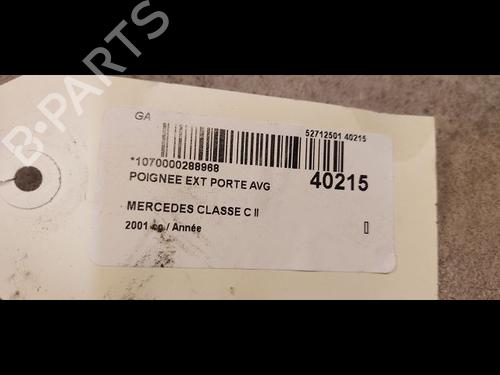 B-PARTS
GA
52712501 40215
*1070000288968
POIGNEE EXT PORTE AVG
40215
MERCEDES CLASSE C II
2001 cc / Année